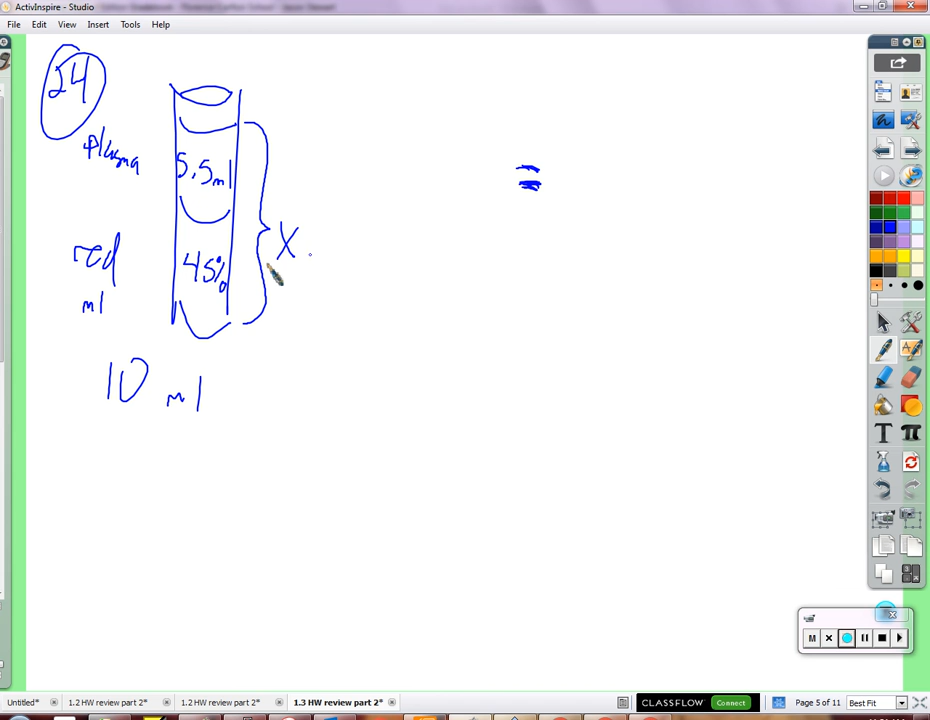 ActivInspire - Studio
File Edit View Insert Tools Help
24
plasma
5.5ml
X
red
45%
ml
10 ml
=
Untitled* 1.2 HW review part 2* 1.2 HW review part 2* 1.3 HW review part 2* CLASSFLOW Connect Page 5 of 11 Best Fit